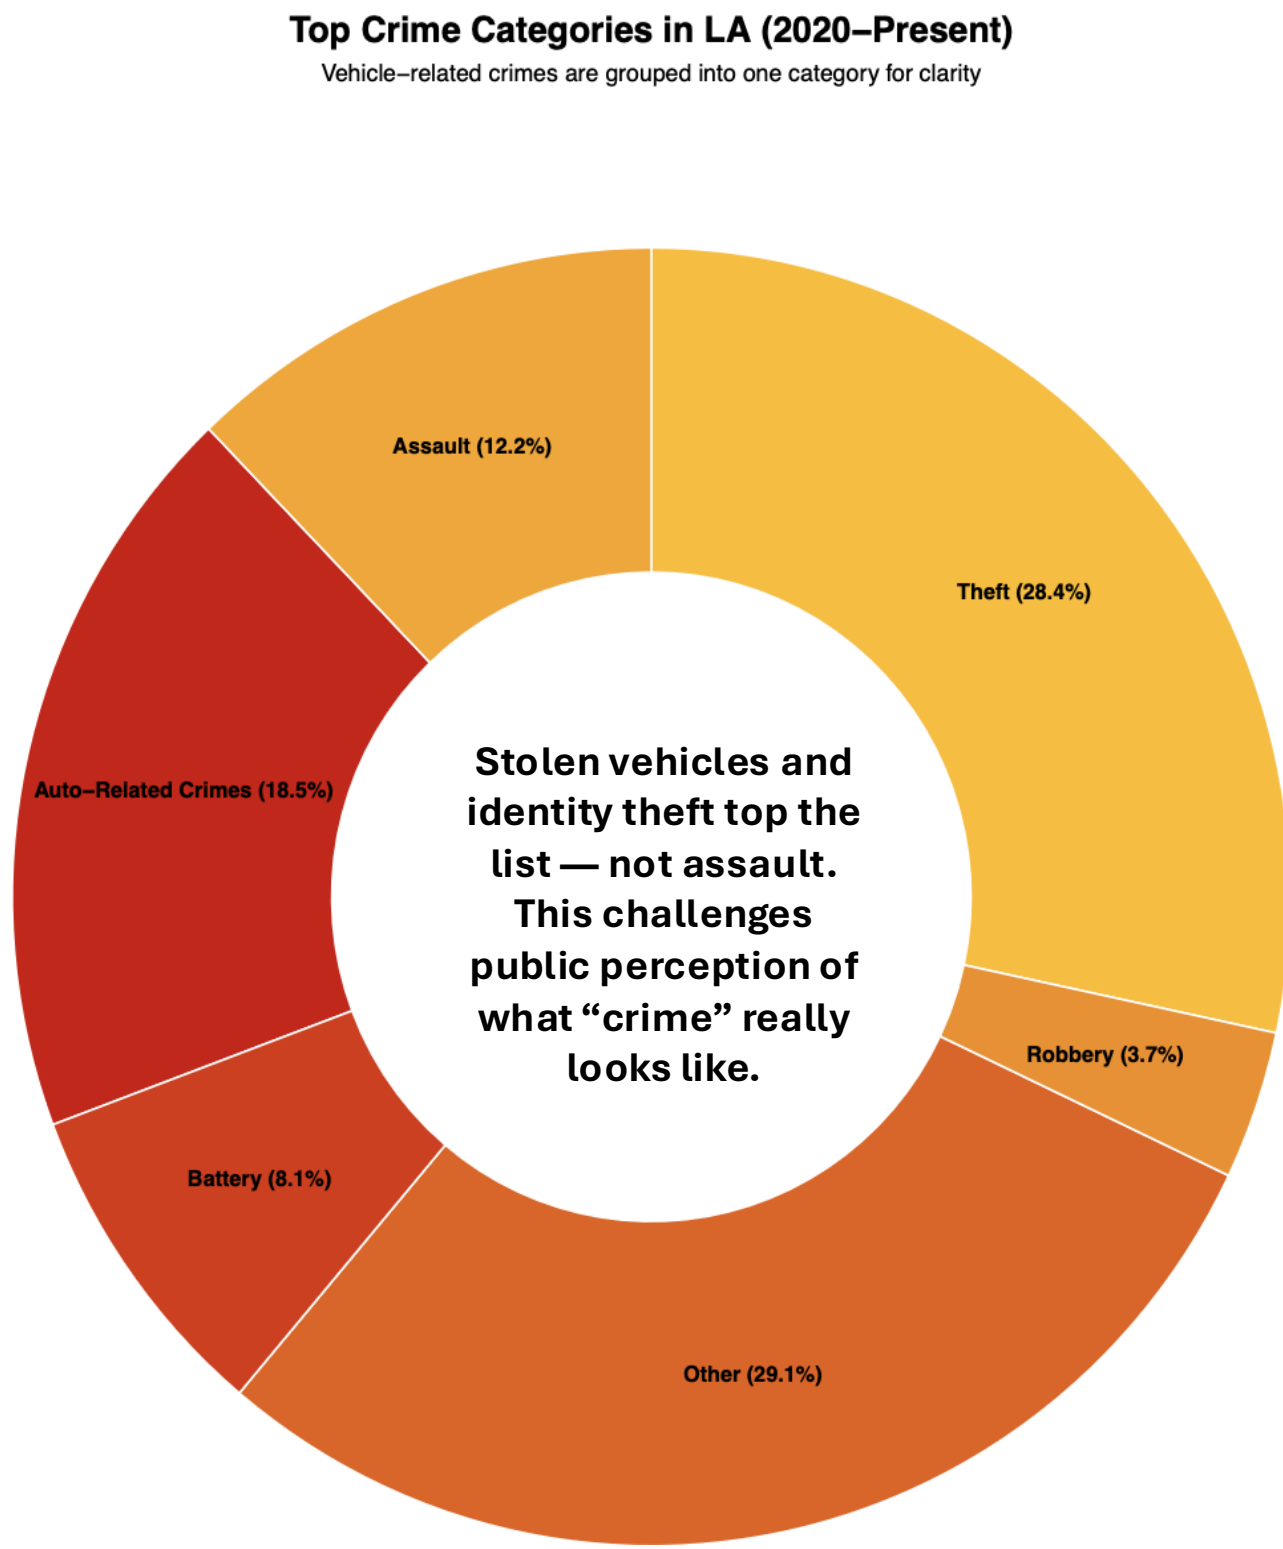 Top Crime Categories in LA (2020–Present)
Vehicle–related crimes are grouped into one category for clarity
Assault (12.2%)
Theft (28.4%)
Auto–Related Crimes (18.5%)
Stolen vehicles and
identity theft top the
list — not assault.
This challenges
public perception of
what “crime” really
looks like.
Robbery (3.7%)
Battery (8.1%)
Other (29.1%)